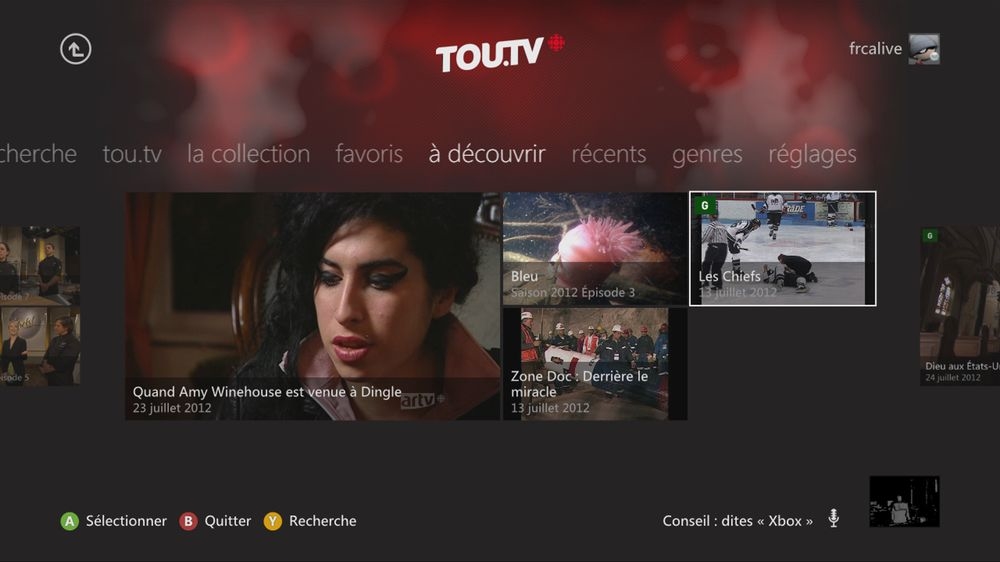 TOU.TV
frcalive
cherche
tou.tv
la collection
favoris
à découvrir
récents
genres
réglages
isode 7
isode 5
Quand Amy Winehouse est venue à Dingle
23 juillet 2012
artv
Bleu
Saison 2012 Épisode 3
Zone Doc : Derrière le
miracle
13 juillet 2012
G
Les Chiefs
13 juillet 2012
G
Dieu aux États-Un
24 juillet 2012
A Sélectionner
B Quitter
Y Recherche
Conseil : dites « Xbox »